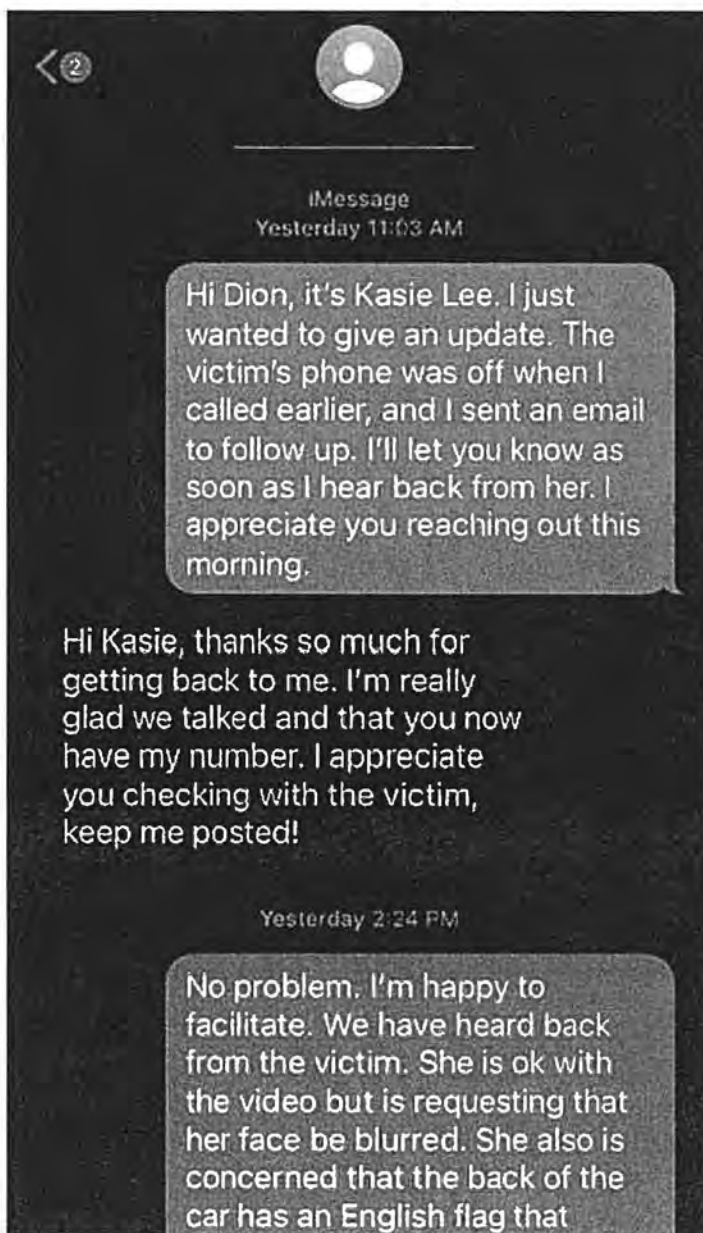 2
iMessage
Yesterday 11:03 AM
Hi Dion, it's Kasie Lee. I just
wanted to give an update. The
victim's phone was off when I
called earlier, and I sent an email
to follow up. I'll let you know as
soon as I hear back from her. I
appreciate you reaching out this
morning.
Hi Kasie, thanks so much for
getting back to me. I'm really
glad we talked and that you now
have my number. I appreciate
you checking with the victim,
keep me posted!
Yesterday 2:24 PM
No problem. I'm happy to
facilitate. We have heard back
from the victim. She is ok with
the video but is requesting that
her face be blurred. She also is
concerned that the back of the
car has an English flag that